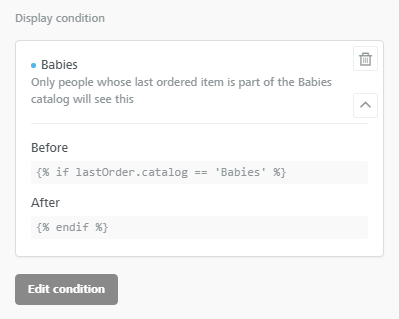 Display condition
Babies
Only people whose last ordered item is part of the Babies
catalog will see this
Before
{% if lastOrder.catalog == 'Babies' %}
After
{% endif %}
Edit condition